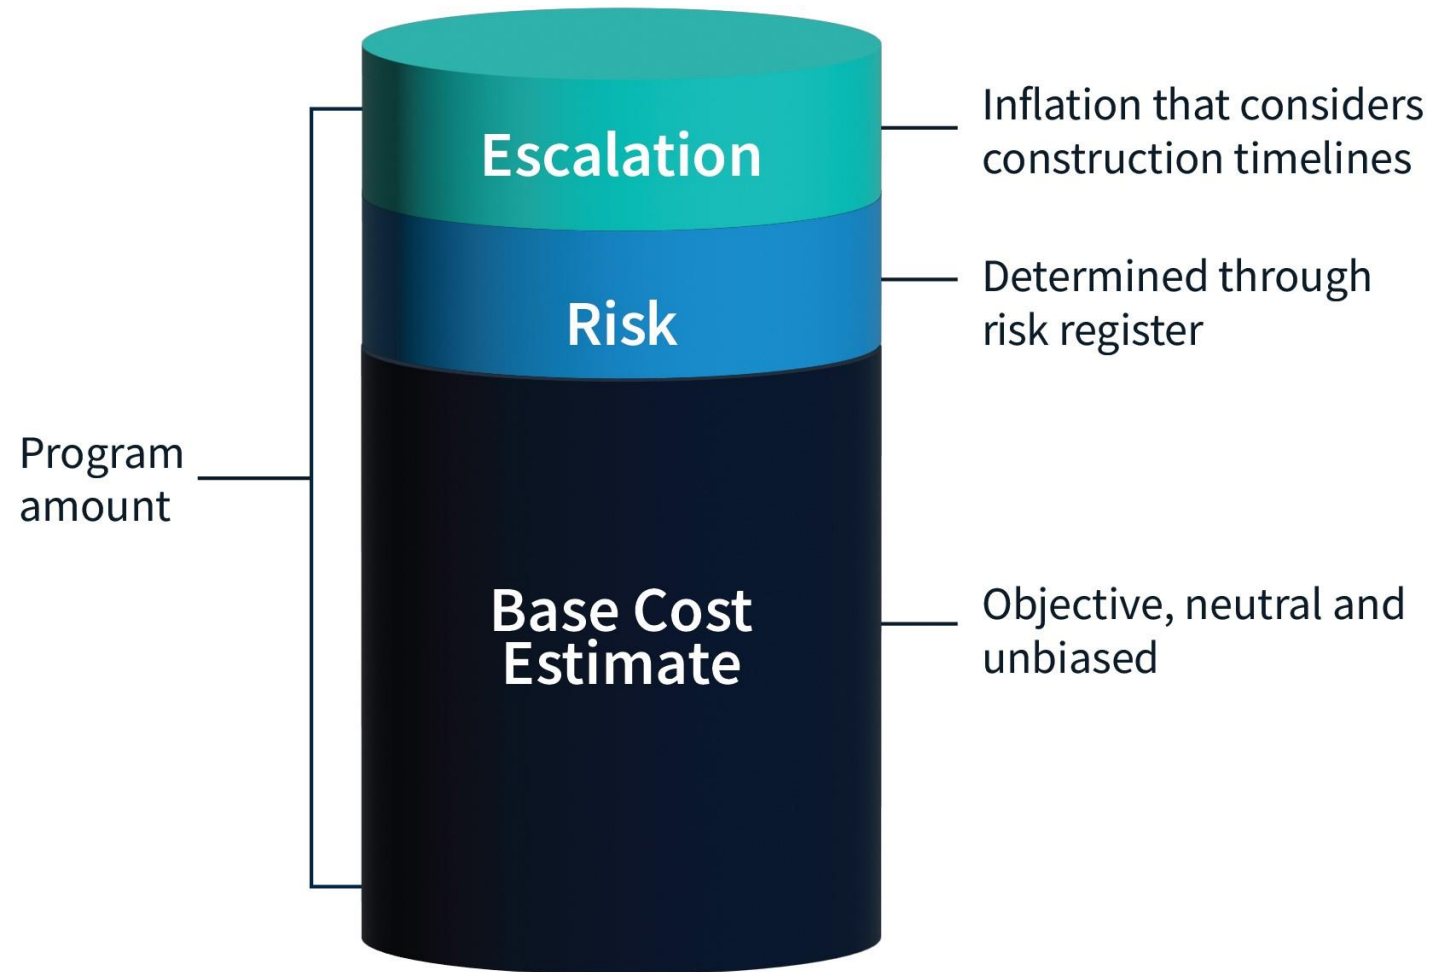 Escalation
Inflation that considers
construction timelines
Risk
Determined through
risk register
Program
amount
Base Cost
Estimate
Objective, neutral and
unbiased